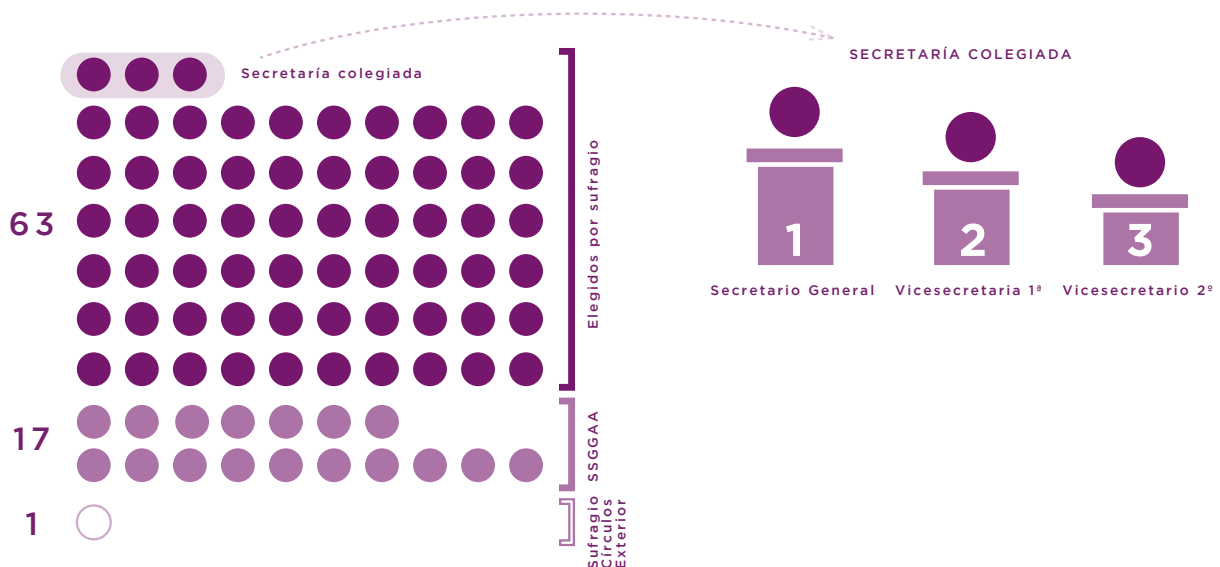 Secretaría colegiada
63
Elegidos por sufragio
17
SSGGAA
1
Sufragio
Círculos
Exterior
SECRETARÍA COLEGIADA
1
2
3
Secretario General
Vicesecretaria 1ª
Vicesecretario 2º